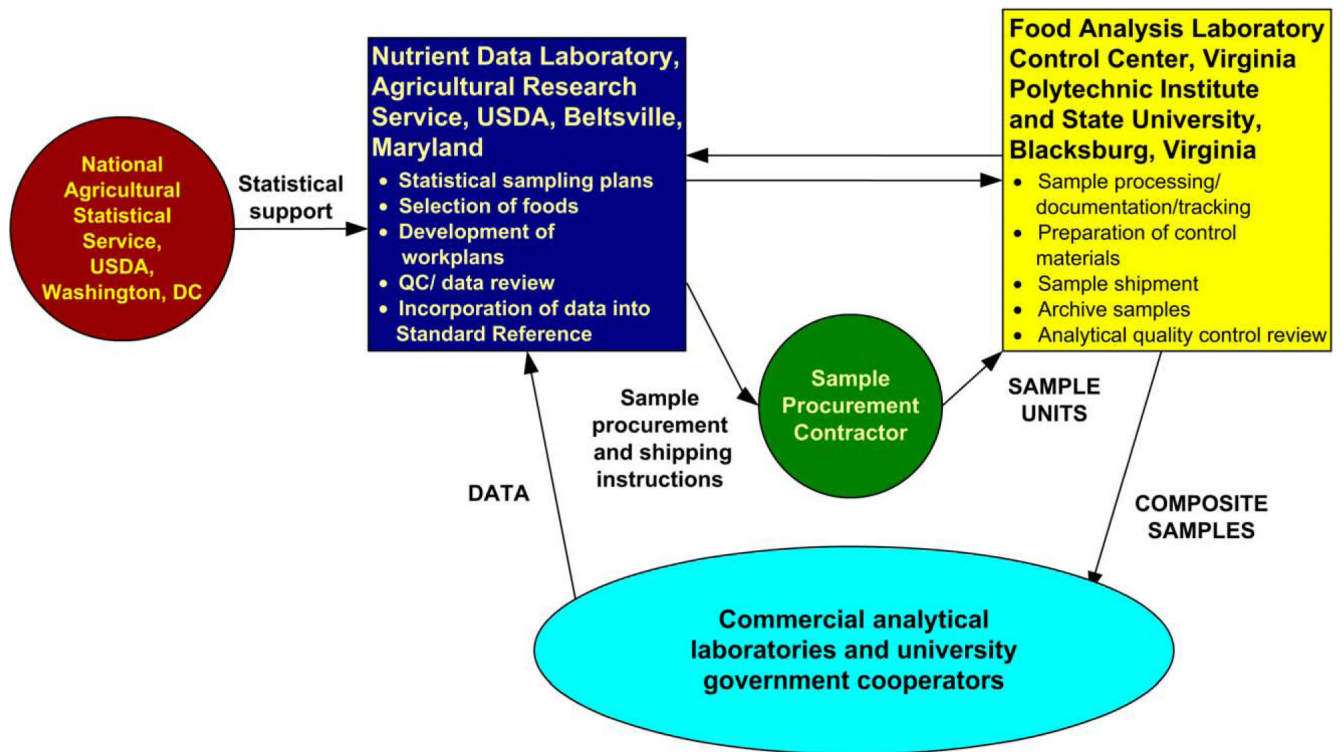 National
Agricultural
Statistical
Service,
USDA,
Washington, DC
Statistical
support
Nutrient Data Laboratory,
Agricultural Research
Service, USDA, Beltsville,
Maryland
• Statistical sampling plans
• Selection of foods
• Development of
workplans
• QC/ data review
• Incorporation of data into
Standard Reference
Food Analysis Laboratory
Control Center, Virginia
Polytechnic Institute
and State University,
Blacksburg, Virginia
• Sample processing/
documentation/tracking
• Preparation of control
materials
• Sample shipment
• Archive samples
• Analytical quality control review
Sample
procurement
and shipping
instructions
Sample
Procurement
Contractor
SAMPLE
UNITS
DATA
COMPOSITE
SAMPLES
Commercial analytical
laboratories and university
government cooperators